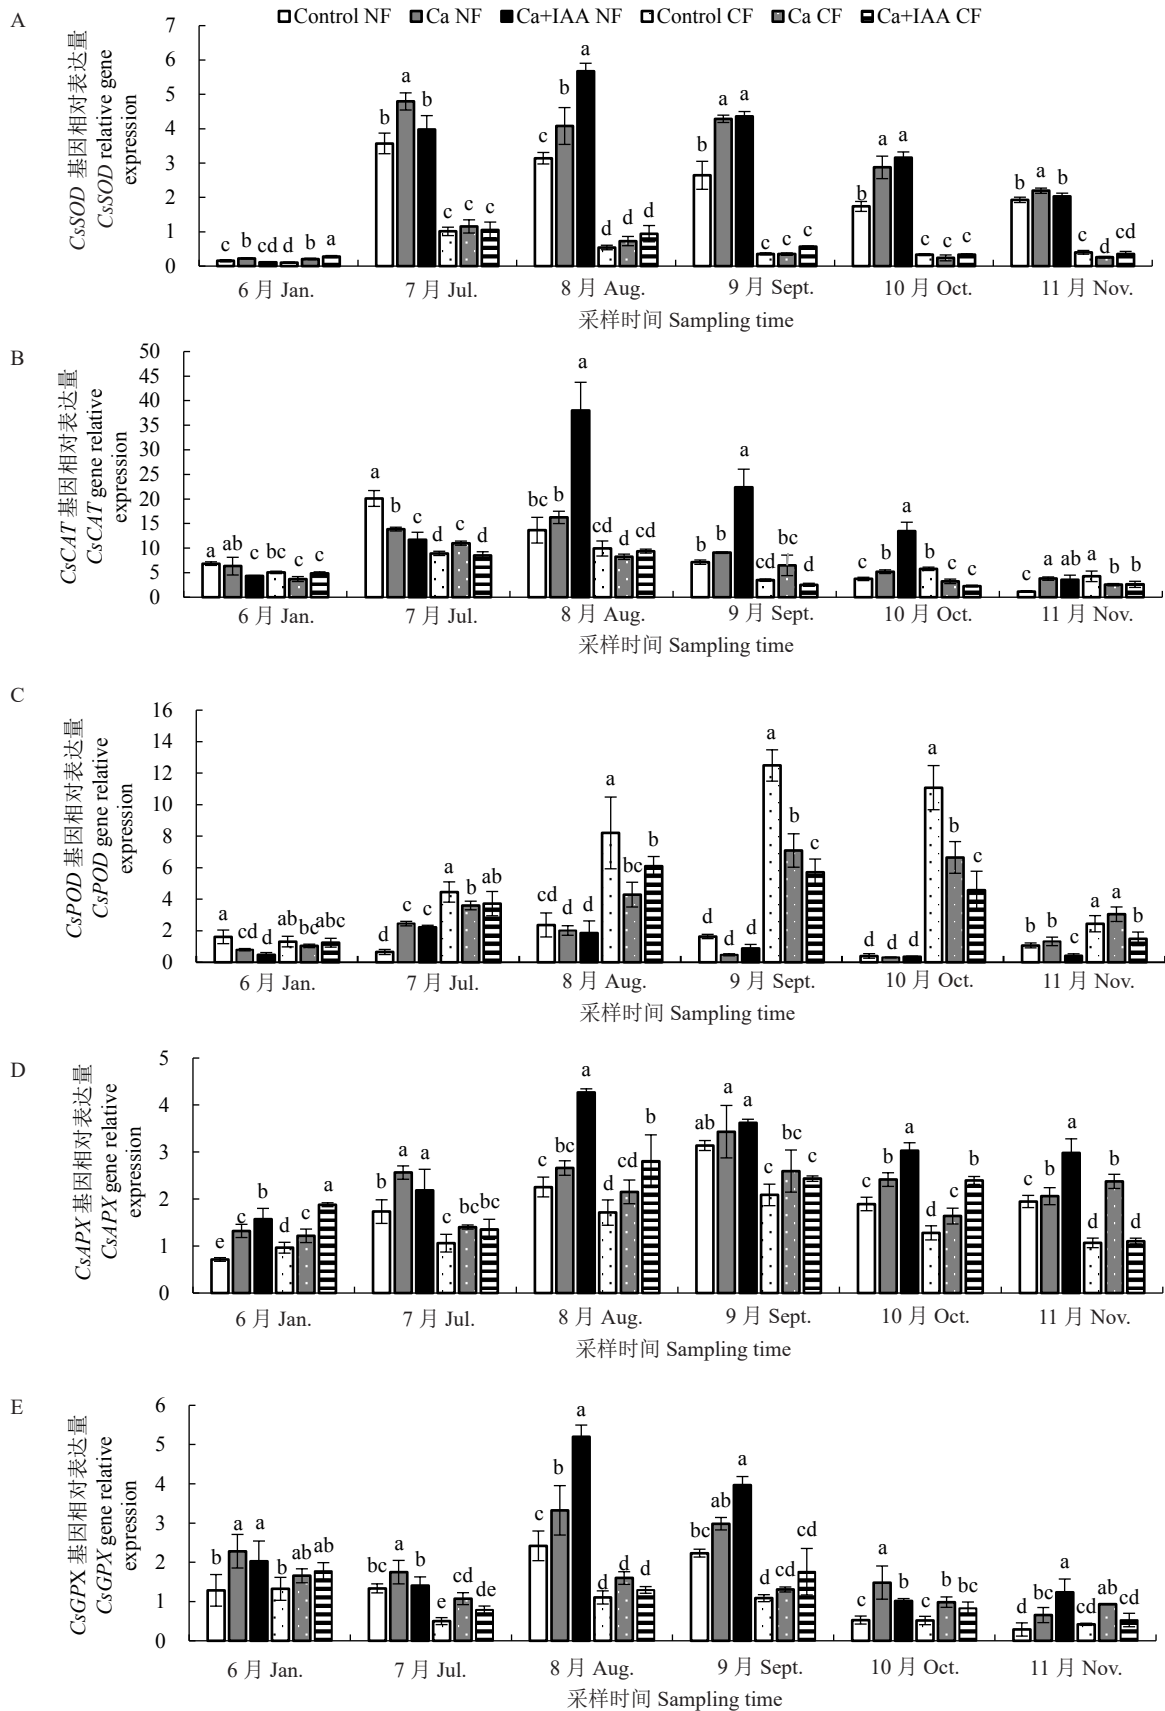 A
Control NF Ca NF Ca+IAA NF Control CF Ca CF Ca+IAA CF
CsSOD 基因相对表达量
CsSOD relative gene
expression
7
6
5
4
3
2
1
0
c c cd d b a
b a b c c c
c b a d d d
b a a c c c
b a a c c c
b a b c d cd
6 月 Jan. 7 月 Jul. 8 月 Aug. 9 月 Sept. 10 月 Oct. 11 月 Nov.
采样时间 Sampling time
B
CsCAT 基因相对表达量
CsCAT gene relative
expression
50
45
40
35
30
25
20
15
10
5
0
a ab c bc c c
a b c d c d
bc b a cd d cd
b b a cd bc d
c b a b c c
c a ab a b b
6 月 Jan. 7 月 Jul. 8 月 Aug. 9 月 Sept. 10 月 Oct. 11 月 Nov.
采样时间 Sampling time
C
CsPOD 基因相对表达量
CsPOD gene relative
expression
16
14
12
10
8
6
4
2
0
a cd d ab bc abc
d c c a b ab
cd d d a bc b
d d d a b c
d d d a b c
b b c a a b
6 月 Jan. 7 月 Jul. 8 月 Aug. 9 月 Sept. 10 月 Oct. 11 月 Nov.
采样时间 Sampling time
D
CsAPX 基因相对表达量
CsAPX gene relative
expression
5
4
3
2
1
0
e c b d c a
b a a c bc bc
c bc a d cd b
ab a a c bc c
c b a d c b
c b a d b d
6 月 Jan. 7 月 Jul. 8 月 Aug. 9 月 Sept. 10 月 Oct. 11 月 Nov.
采样时间 Sampling time
E
CsGPX 基因相对表达量
CsGPX gene relative
expression
6
5
4
3
2
1
0
b a a b ab ab
bc a b e cd de
c b a d d d
bc ab a d cd cd
c a b c b bc
d bc a cd ab cd
6 月 Jan. 7 月 Jul. 8 月 Aug. 9 月 Sept. 10 月 Oct. 11 月 Nov.
采样时间 Sampling time